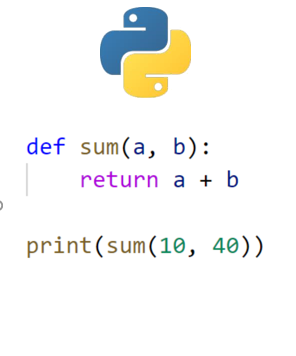 def sum(a, b):
    return a + b
print(sum(10, 40))